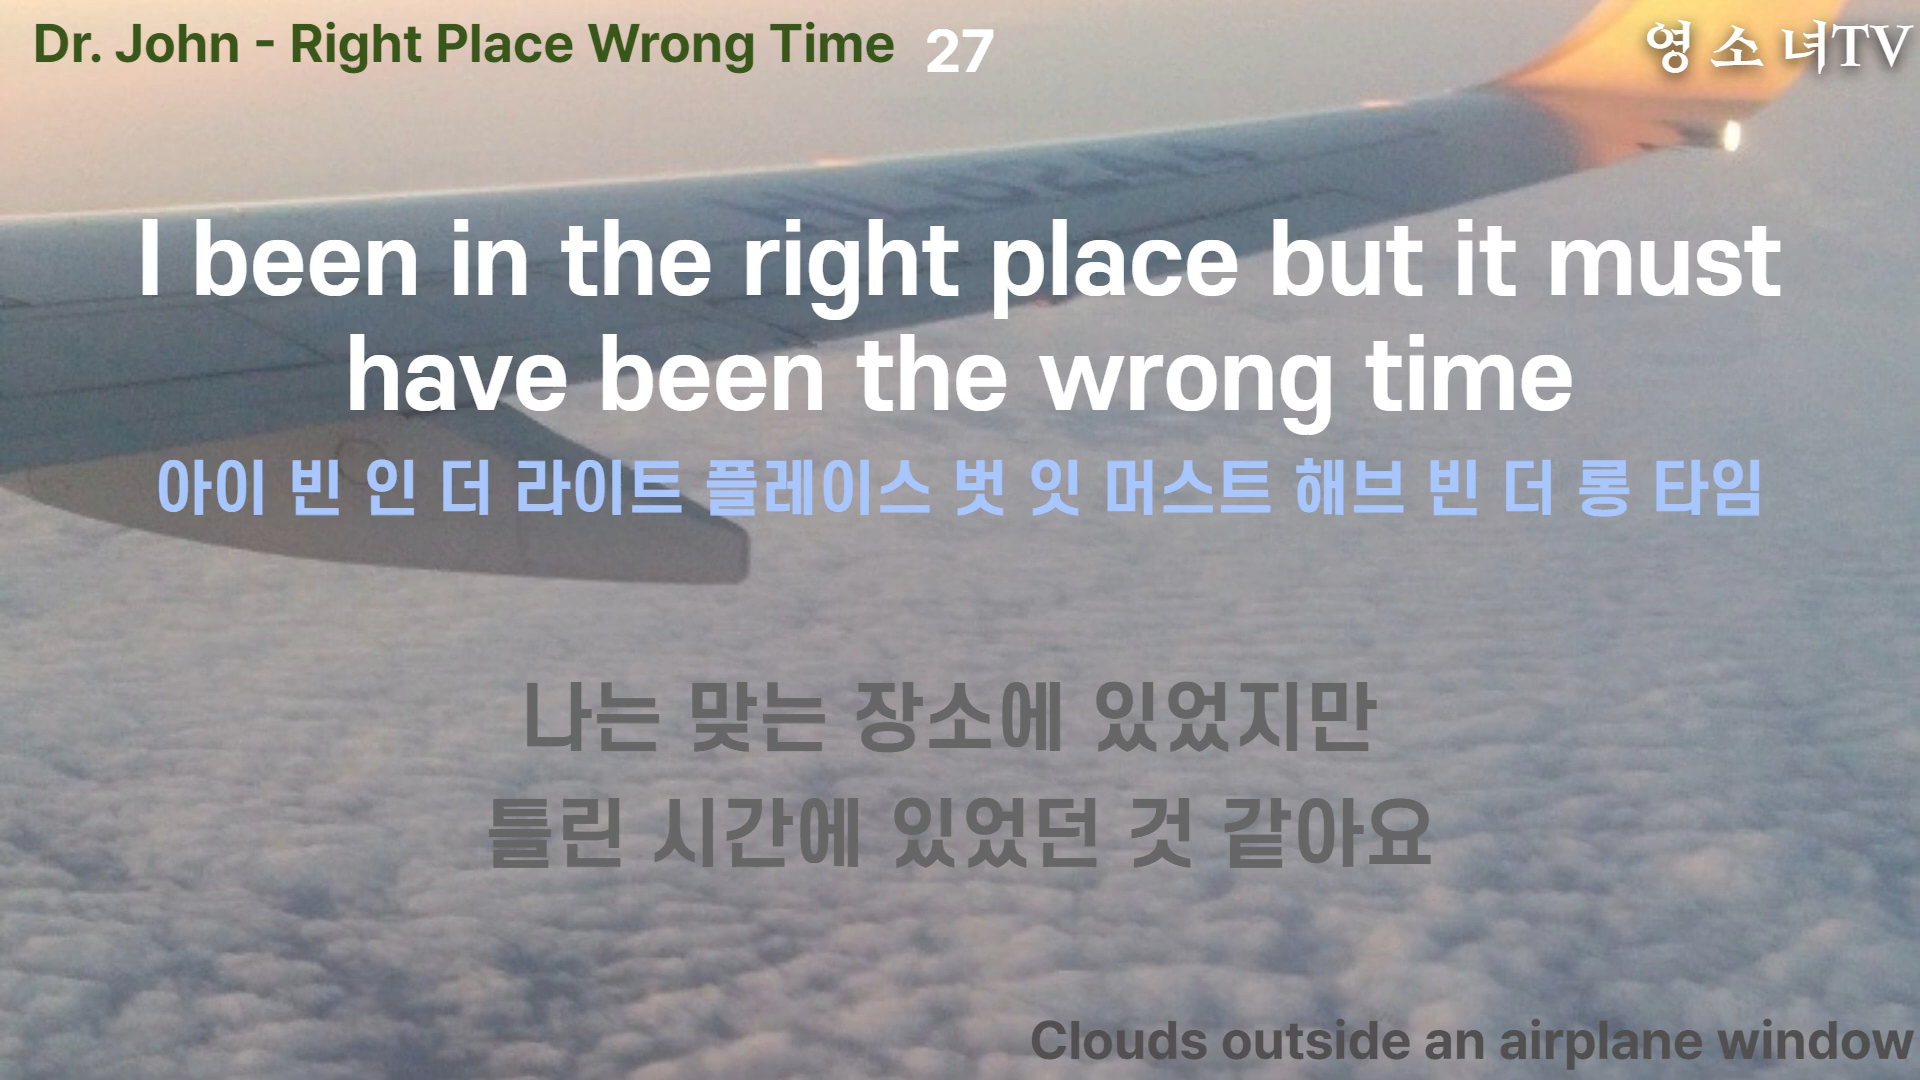 Dr. John - Right Place Wrong Time 27
영 소 녀TV
I been in the right place but it must
have been the wrong time
아이 빈 인 더 라이트 플레이스 벗 잇 머스트 해브 빈 더 롱 타임
나는 맞는 장소에 있었지만
틀린 시간에 있었던 것 같아요
Clouds outside an airplane window